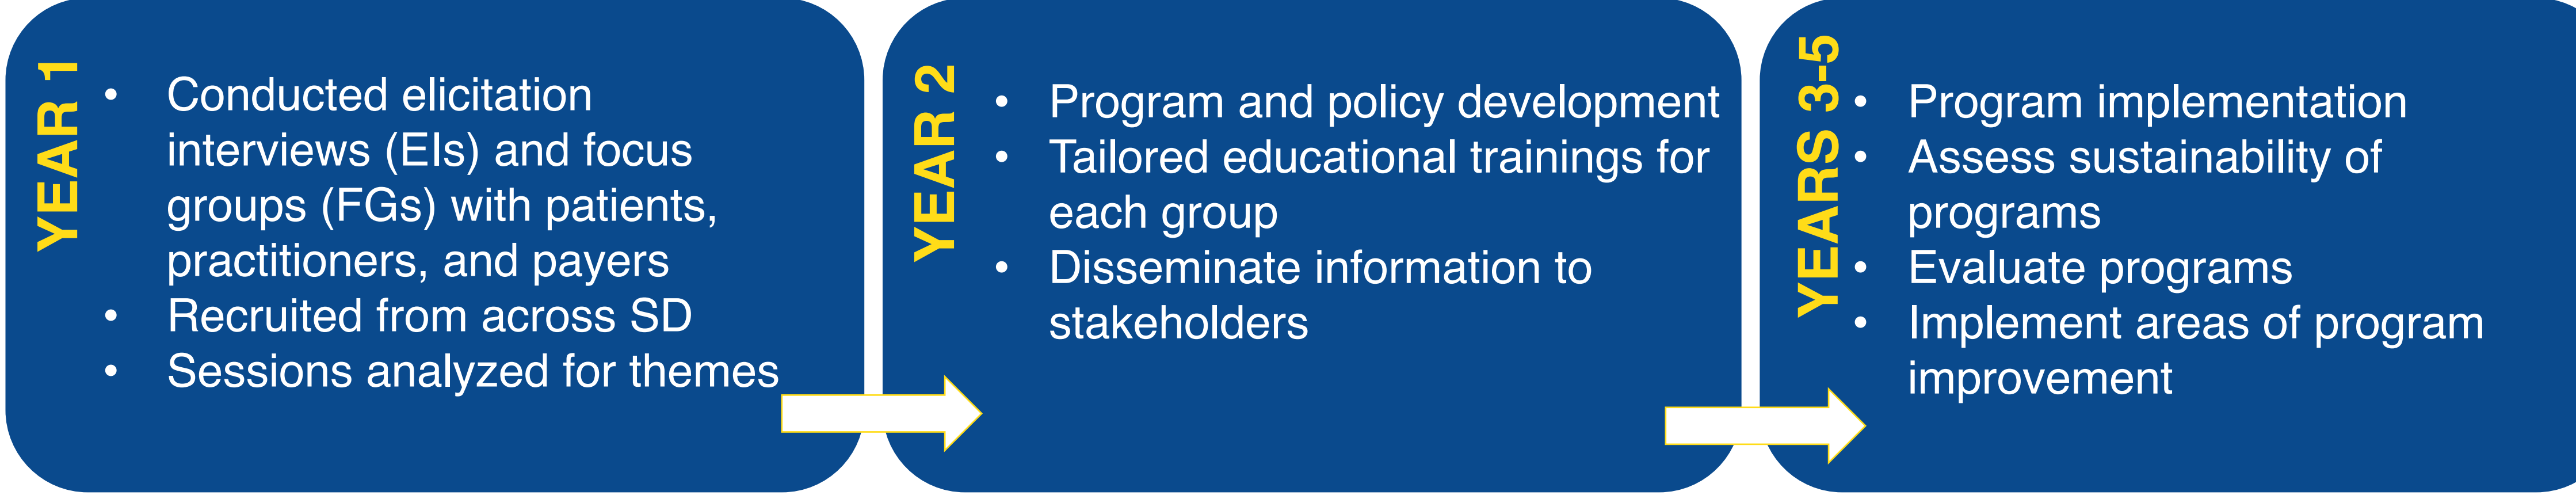 YEAR 1
• Conducted elicitation
interviews (EIs) and focus
groups (FGs) with patients,
practitioners, and payers
• Recruited from across SD
• Sessions analyzed for themes
YEAR 2
• Program and policy development
• Tailored educational trainings for
each group
• Disseminate information to
stakeholders
YEARS 3-5
• Program implementation
• Assess sustainability of
programs
• Evaluate programs
• Implement areas of program
improvement